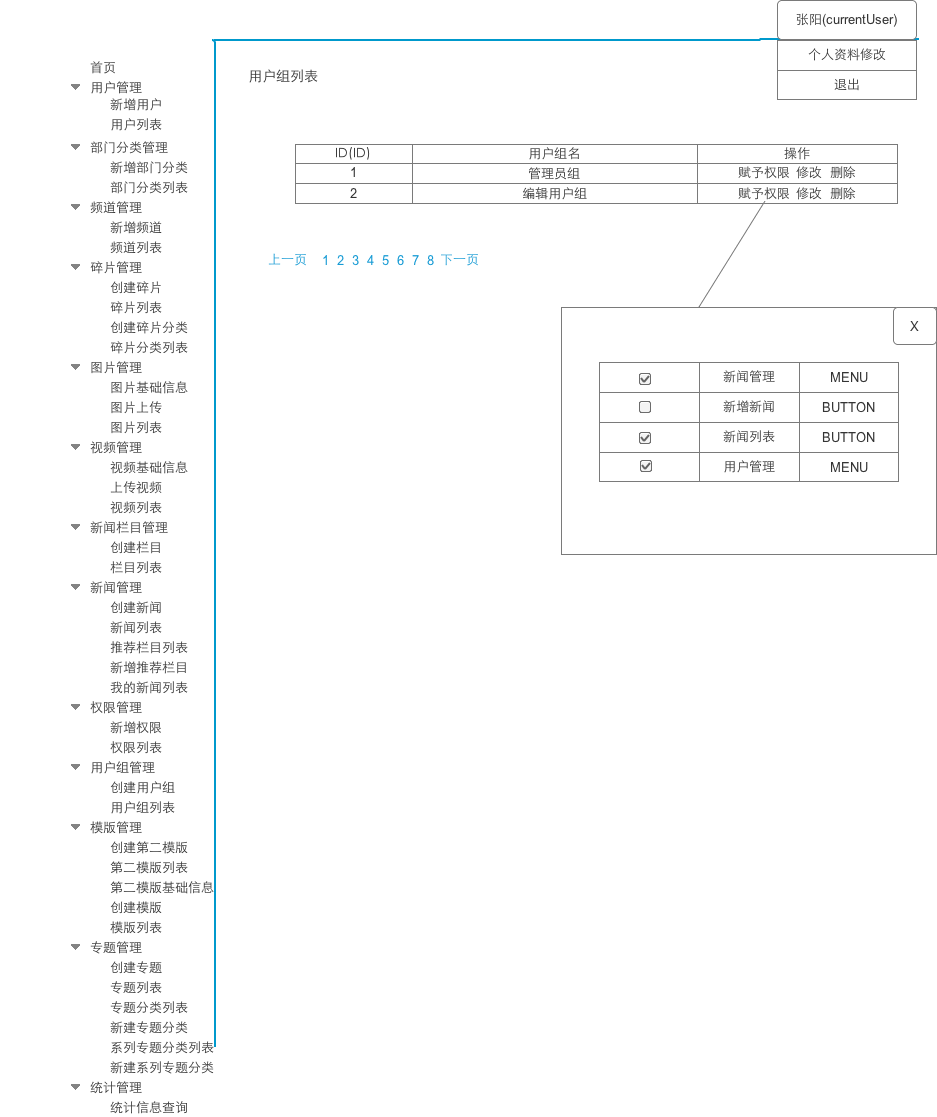 张阳(currentUser)
个人资料修改
退出
首页
用户管理
新增用户
用户列表
部门分类管理
新增部门分类
部门分类列表
频道管理
新增频道
频道列表
碎片管理
创建碎片
碎片列表
创建碎片分类
碎片分类列表
图片管理
图片基础信息
图片上传
图片列表
视频管理
视频基础信息
上传视频
视频列表
新闻栏目管理
创建栏目
栏目列表
新闻管理
创建新闻
新闻列表
推荐栏目列表
新增推荐栏目
我的新闻列表
权限管理
新增权限
权限列表
用户组管理
创建用户组
用户组列表
模版管理
创建第二模版
第二模版列表
第二模版基础信息
创建模版
模版列表
专题管理
创建专题
专题列表
专题分类列表
新建专题分类
系列专题分类列表
新建系列专题分类
统计管理
统计信息查询
用户组列表
ID(ID) 用户组名 操作
1 管理员组 赋予权限 修改 删除
2 编辑用户组 赋予权限 修改 删除
上一页 1 2 3 4 5 6 7 8 下一页
X
新闻管理 MENU
新增新闻 BUTTON
新闻列表 BUTTON
用户管理 MENU